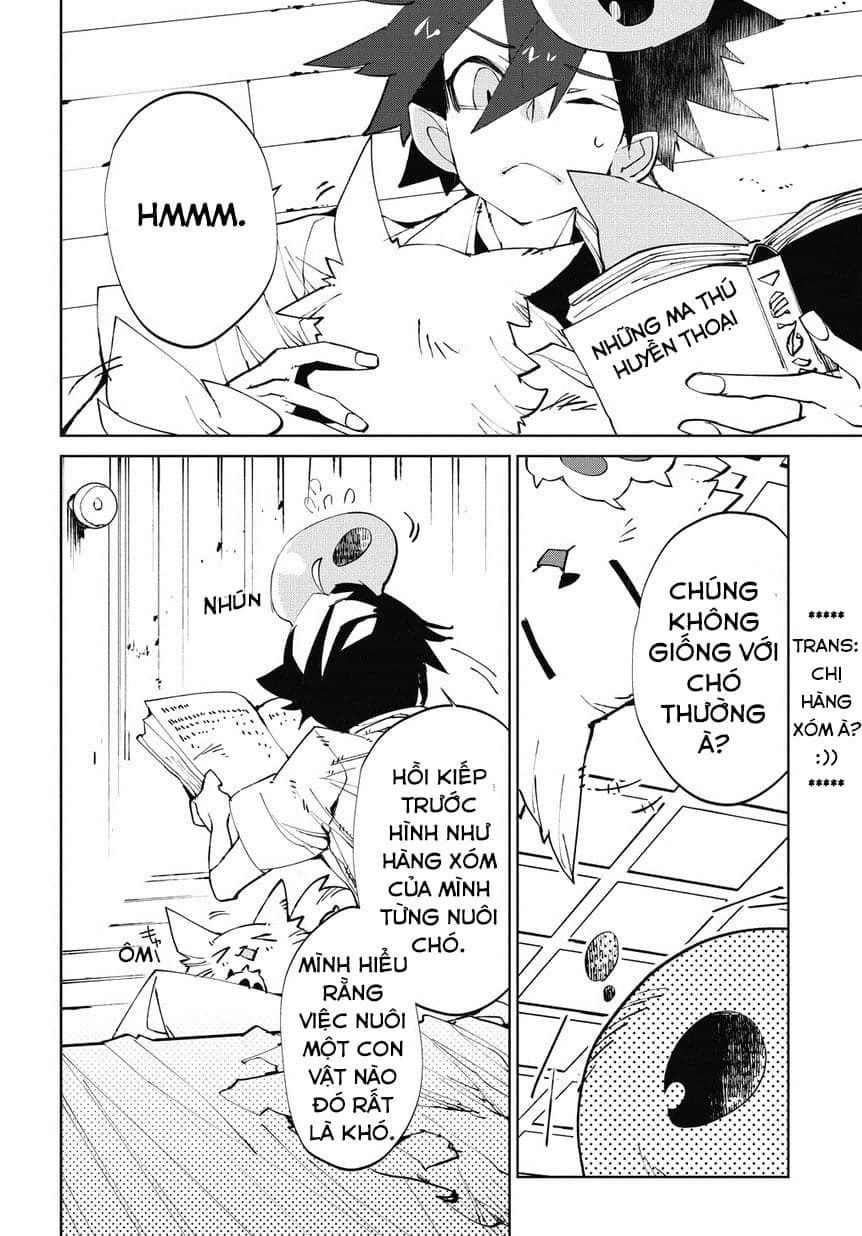 HMMM.
NHỮNG MA THÚ
HUYỀN THOẠI
CHÚNG
KHÔNG
GIỐNG VỚI
CHÓ
THƯỜNG
À?
*****
TRANS:
CHỊ
HÀNG
XÓM À?
:))
*****
NHÚN
HỒI KIẾP
TRƯỚC
HÌNH NHƯ
HÀNG XÓM
CỦA MÌNH
TỪNG NUÔI
CHÓ.
ÔM
MÌNH HIỂU
RẰNG
VIỆC NUÔI
MỘT CON
VẬT NÀO
ĐÓ RẤT
LÀ KHÓ.